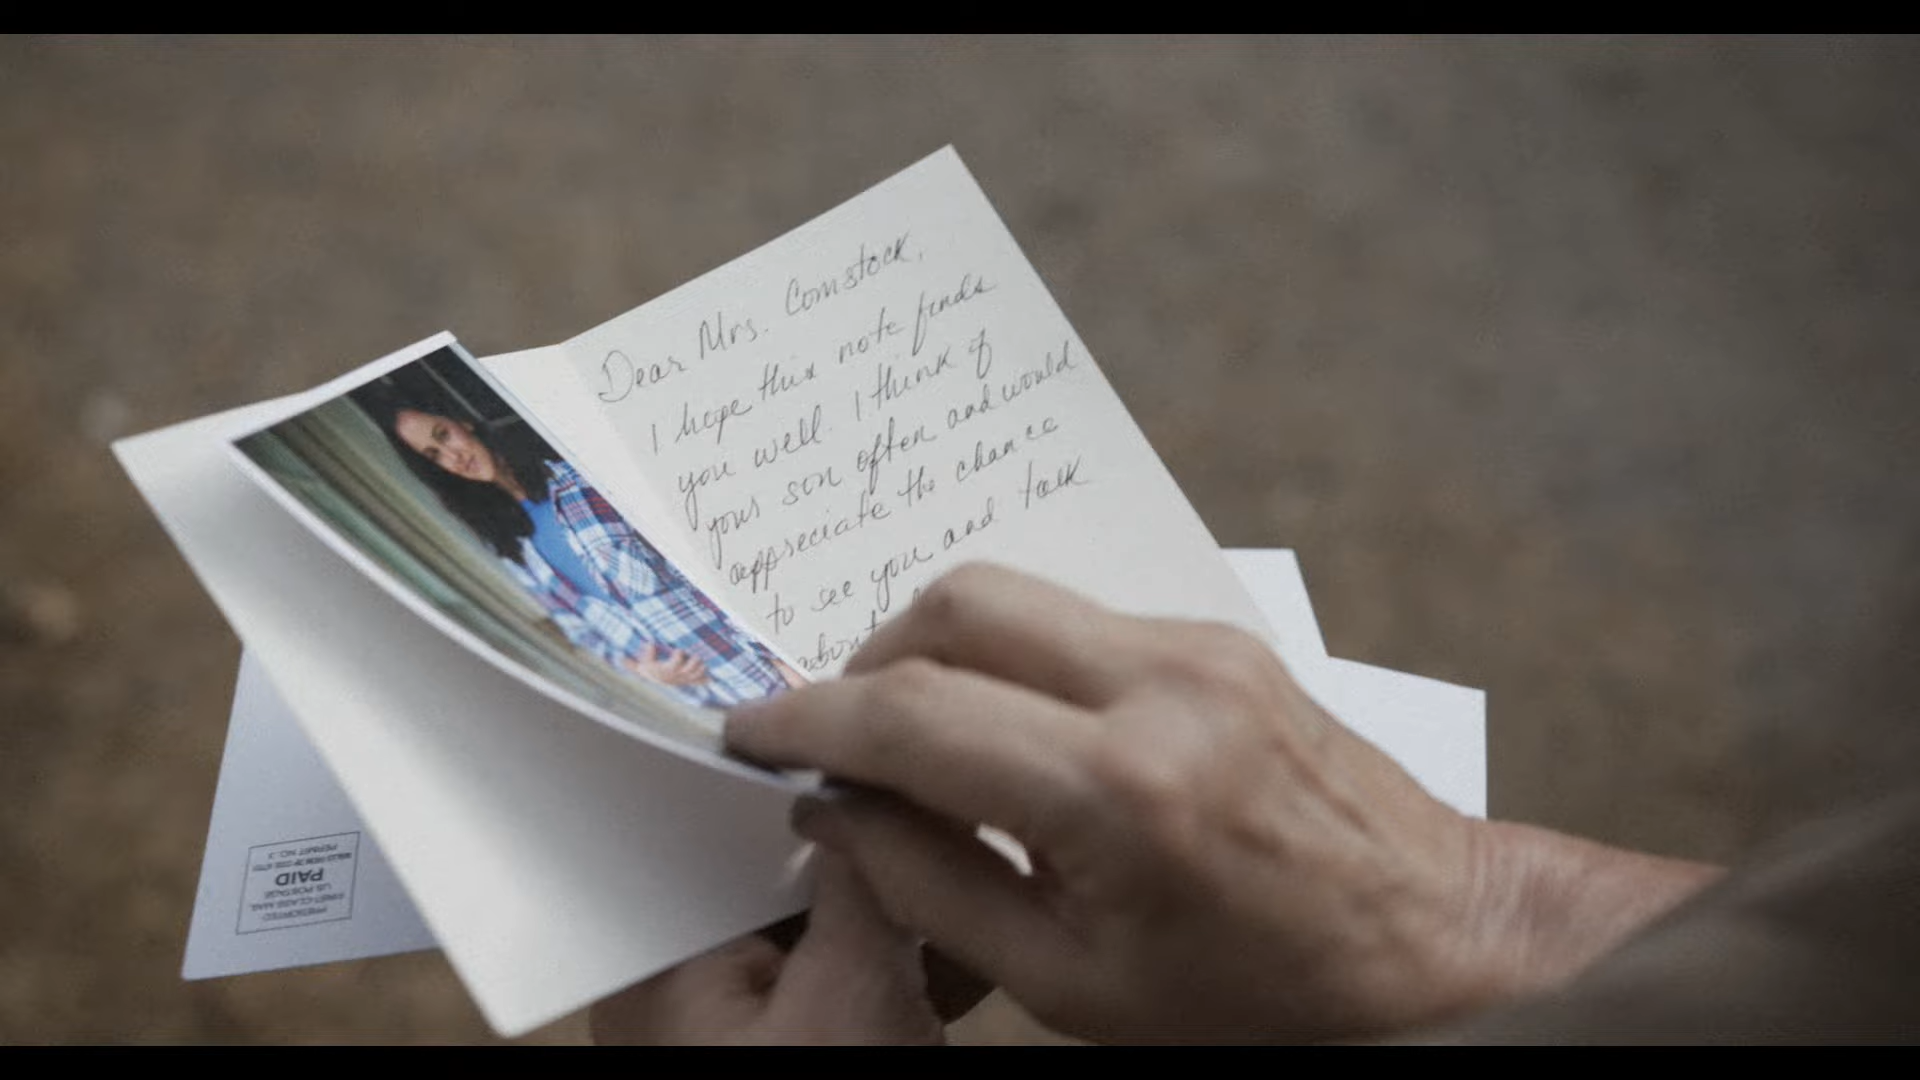 Dear Mrs. Comstock,
I hope this note finds
you well. I think of
your son often and would
appreciate the chance
to see you and talk
about
PRESORTED
FIRST-CLASS MAIL
US POSTAGE
PAID
PERMIT NO. X